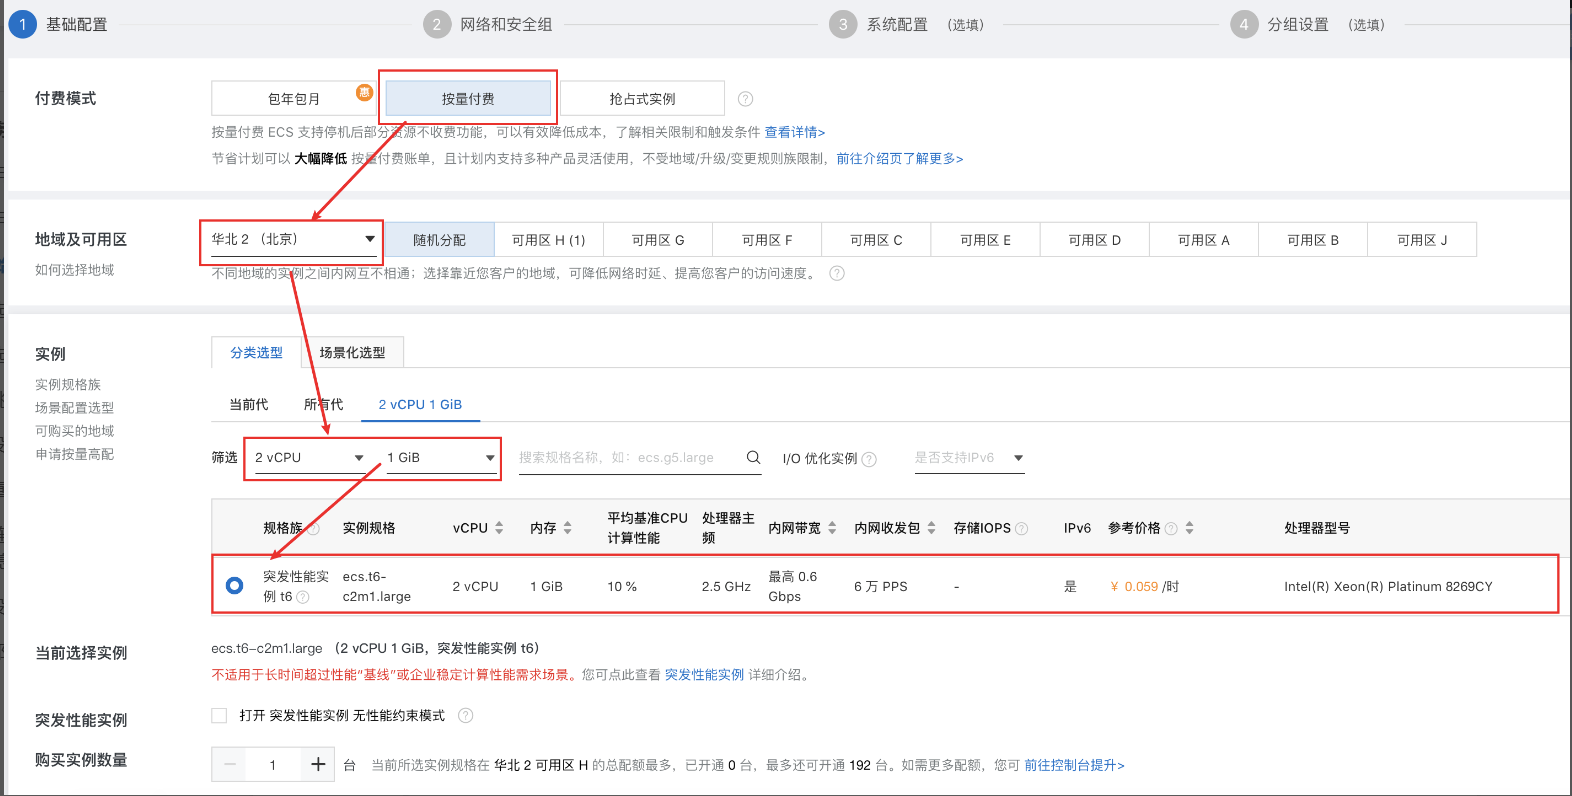 1 基础配置 2 网络和安全组 3 系统配置 (选填) 4 分组设置 (选填)
付费模式 包年包月 惠 按量付费 抢占式实例 ?
按量付费 ECS 支持停机后部分资源不收费功能，可以有效降低成本，了解相关限制和触发条件 查看详情>
节省计划可以 大幅降低 按量付费账单，且计划内支持多种产品灵活使用，不受地域/升级/变更规则族限制，前往介绍页了解更多>
地域及可用区 华北 2 （北京） 随机分配 可用区 H (1) 可用区 G 可用区 F 可用区 C 可用区 E 可用区 D 可用区 A 可用区 B 可用区 J
如何选择地域 不同地域的实例之间内网互不相通；选择靠近您客户的地域，可降低网络时延、提高您客户的访问速度。 ?
实例 分类选型 场景化选型
实例规格族
场景配置选型 当前代 所有代 2 vCPU 1 GiB
可购买的地域
申请按量高配 筛选 2 vCPU 1 GiB 搜索规格名称，如：ecs.g5.large I/O 优化实例 ? 是否支持IPv6
规格族 ? 实例规格 vCPU 内存 平均基准CPU 计算性能 处理器主频 内网带宽 内网收发包 存储IOPS ? IPv6 参考价格 ? 处理器型号
突发性能实例 t6 ? ecs.t6-c2m1.large 2 vCPU 1 GiB 10 % 2.5 GHz 最高 0.6 Gbps 6 万 PPS - 是 ¥ 0.059 /时 Intel(R) Xeon(R) Platinum 8269CY
当前选择实例 ecs.t6-c2m1.large （2 vCPU 1 GiB，突发性能实例 t6）
不适用于长时间超过性能“基线”或企业稳定计算性能需求场景。您可点此查看 突发性能实例 详细介绍。
突发性能实例 打开 突发性能实例 无性能约束模式 ?
购买实例数量 − 1 + 台 当前所选实例规格在 华北 2 可用区 H 的总配额最多，已开通 0 台，最多还可开通 192 台。如需更多配额，您可 前往控制台提升>